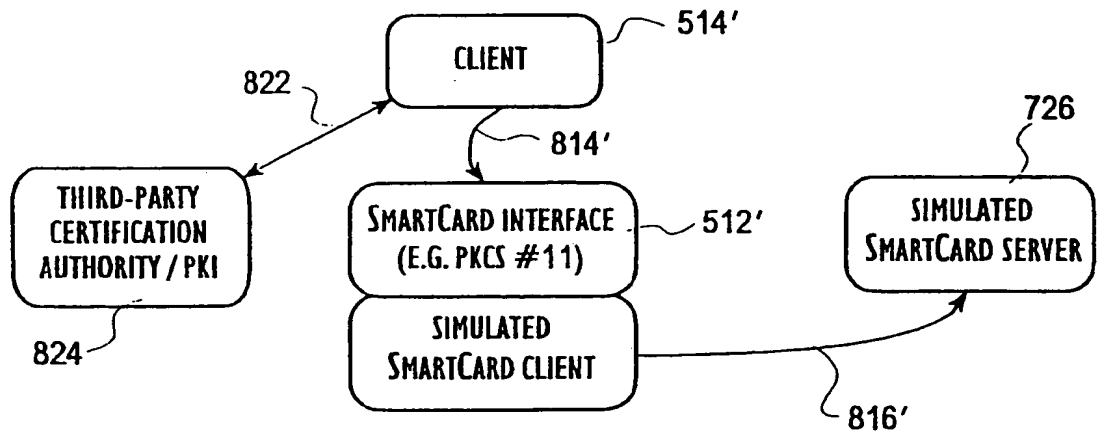 514′
CLIENT
822
726
814′
THIRD-PARTY
CERTIFICATION
AUTHORITY / PKI
SMARTCARD INTERFACE
(E.G. PKCS #11)
512′
SIMULATED
SMARTCARD SERVER
824
SIMULATED
SMARTCARD CLIENT
816′